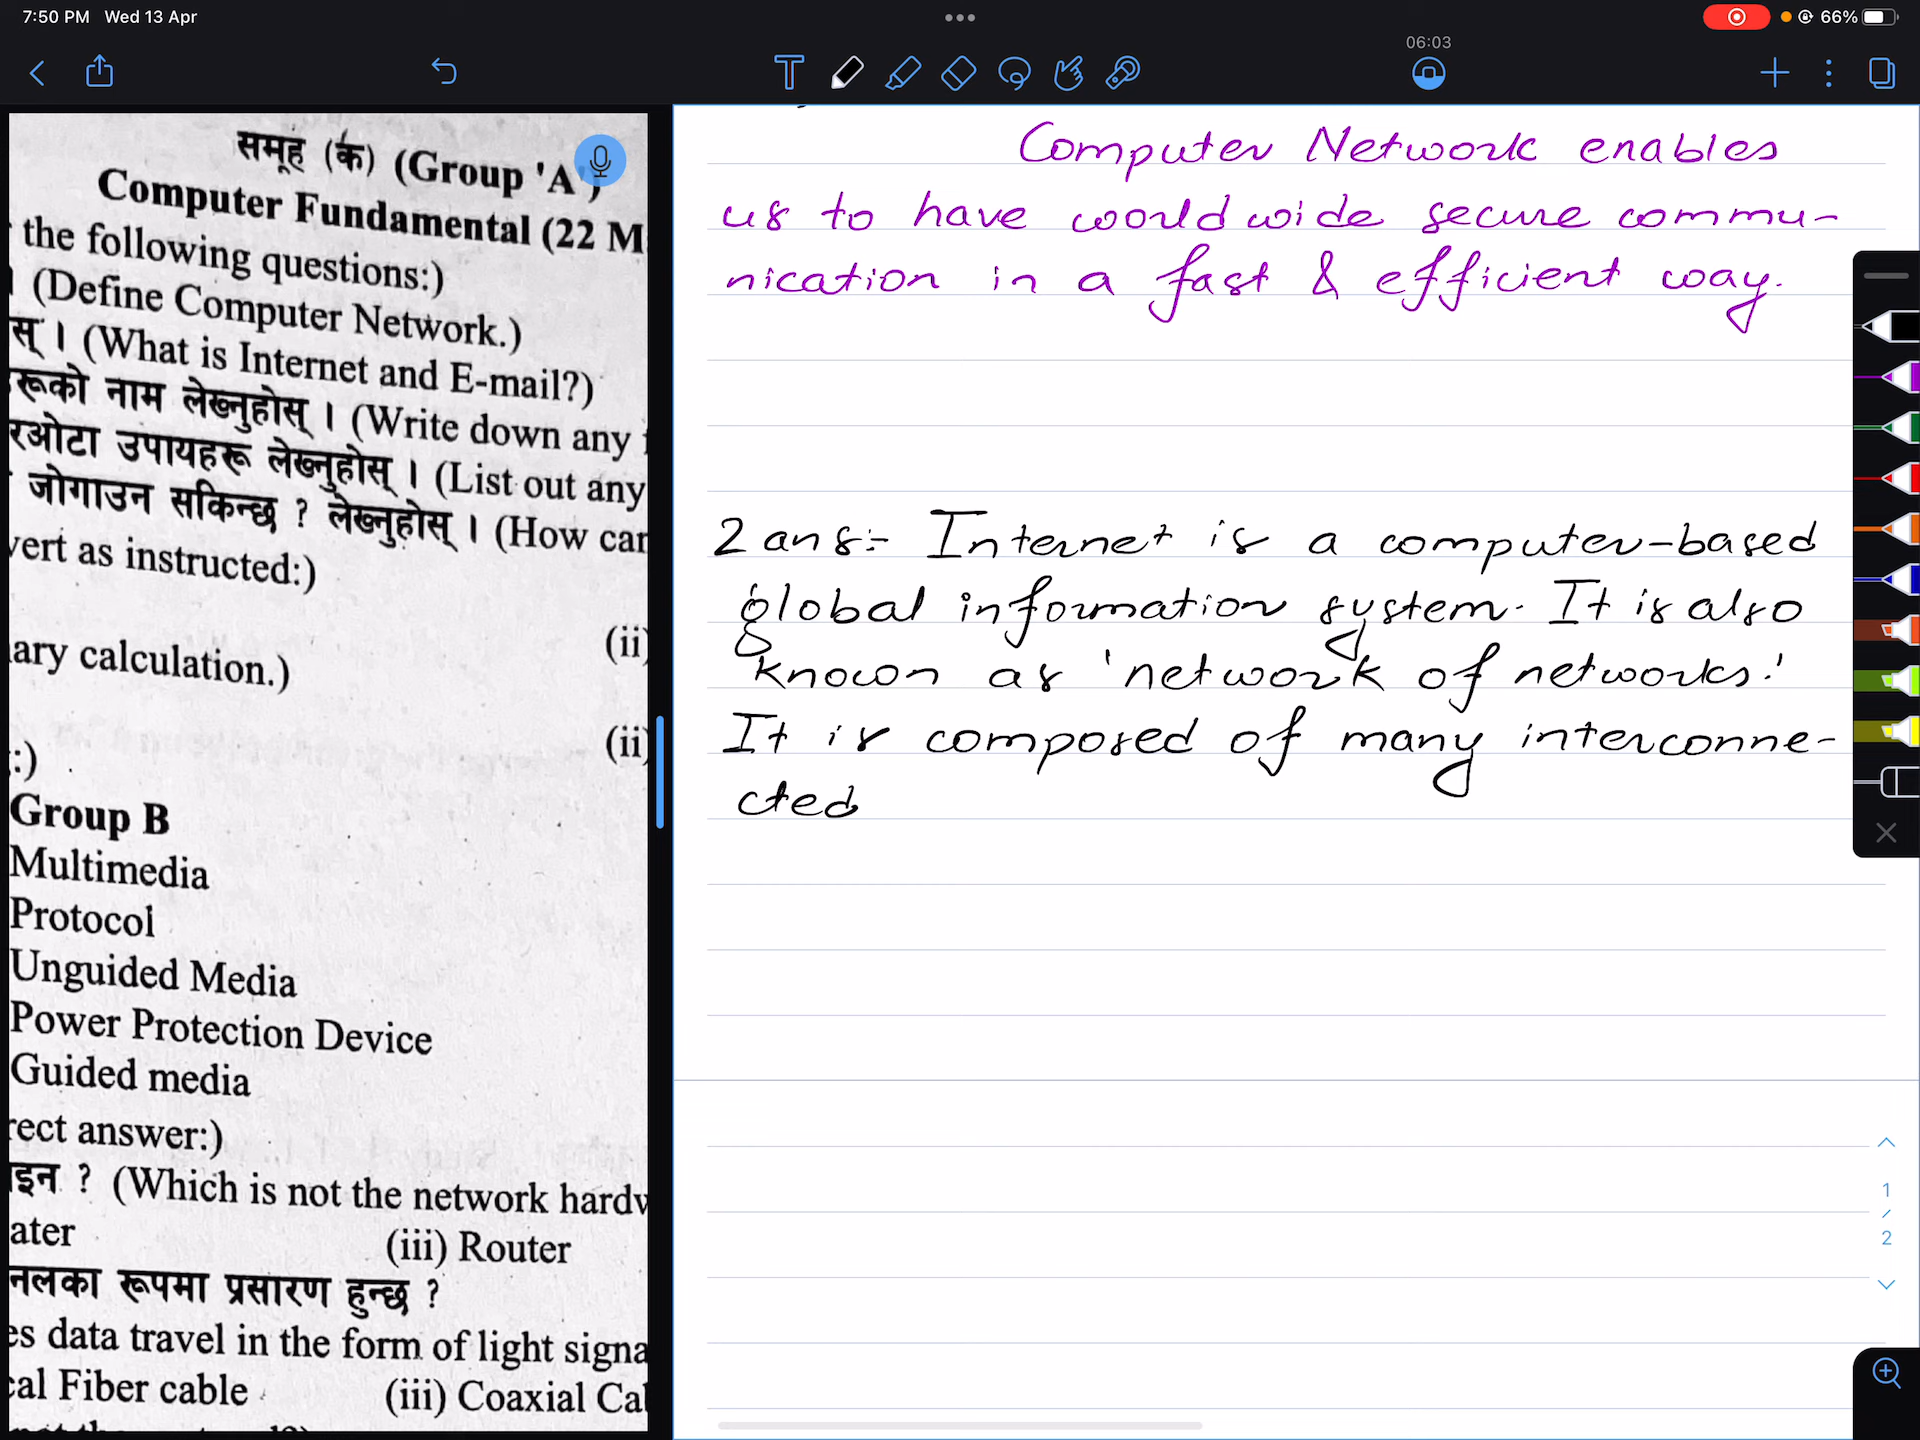 7:50 PM Wed 13 Apr
66%
06:03
समूह (क) (Group 'A')
Computer Fundamental (22 M
the following questions:)
(Define Computer Network.)
स् । (What is Internet and E-mail?)
रूको नाम लेख्नुहोस् । (Write down any
रओटा उपायहरू लेख्नुहोस् । (List out any
जोगाउन सकिन्छ ? लेख्नुहोस् । (How can
vert as instructed:)
(ii)
ary calculation.)
(ii)
:)
Group B
Multimedia
Protocol
Unguided Media
Power Protection Device
Guided media
rect answer:)
इन ? (Which is not the network hardw
ater (iii) Router
नलका रूपमा प्रसारण हुन्छ ?
es data travel in the form of light signa
cal Fiber cable (iii) Coaxial Cal
Computer Network enables
us to have world wide secure commu-
nication in a fast & efficient way.
2 ans:- Internet is a computer-based
global information system. It is also
known as 'network of networks.'
It is composed of many interconne-
cted
1
/
2